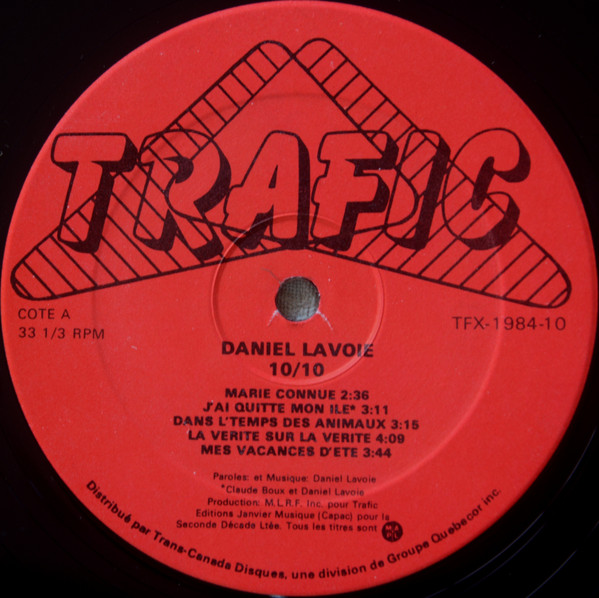 TRAFIC
COTE A
33 1/3 RPM
TFX-1984-10
DANIEL LAVOIE
10/10
MARIE CONNUE 2:36
J'AI QUITTE MON ILE* 3:11
DANS L'TEMPS DES ANIMAUX 3:15
LA VERITE SUR LA VERITE 4:09
MES VACANCES D'ETE 3:44
Paroles: et Musique: Daniel Lavoie
*Claude Boux et Daniel Lavoie
Production: M.L.R.F. Inc. pour Trafic
Editions Janvier Musique (Capac) pour le
Seconde Décade Ltée. Tous les titres sont
Distribué par Trans-Canada Disques, une division de Groupe Quebecor inc.